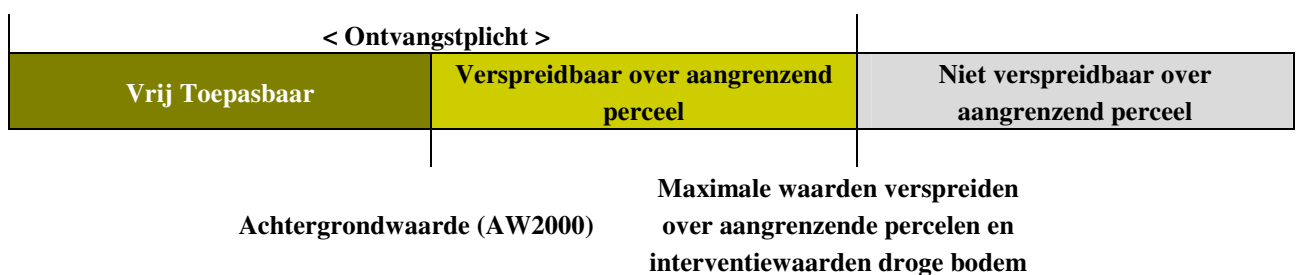 < Ontvangstplicht >
Vrij Toepasbaar
Verspreidbaar over aangrenzend
perceel
Niet verspreidbaar over
aangrenzend perceel
Achtergrondwaarde (AW2000)
Maximale waarden verspreiden
over aangrenzende percelen en
interventiewaarden droge bodem